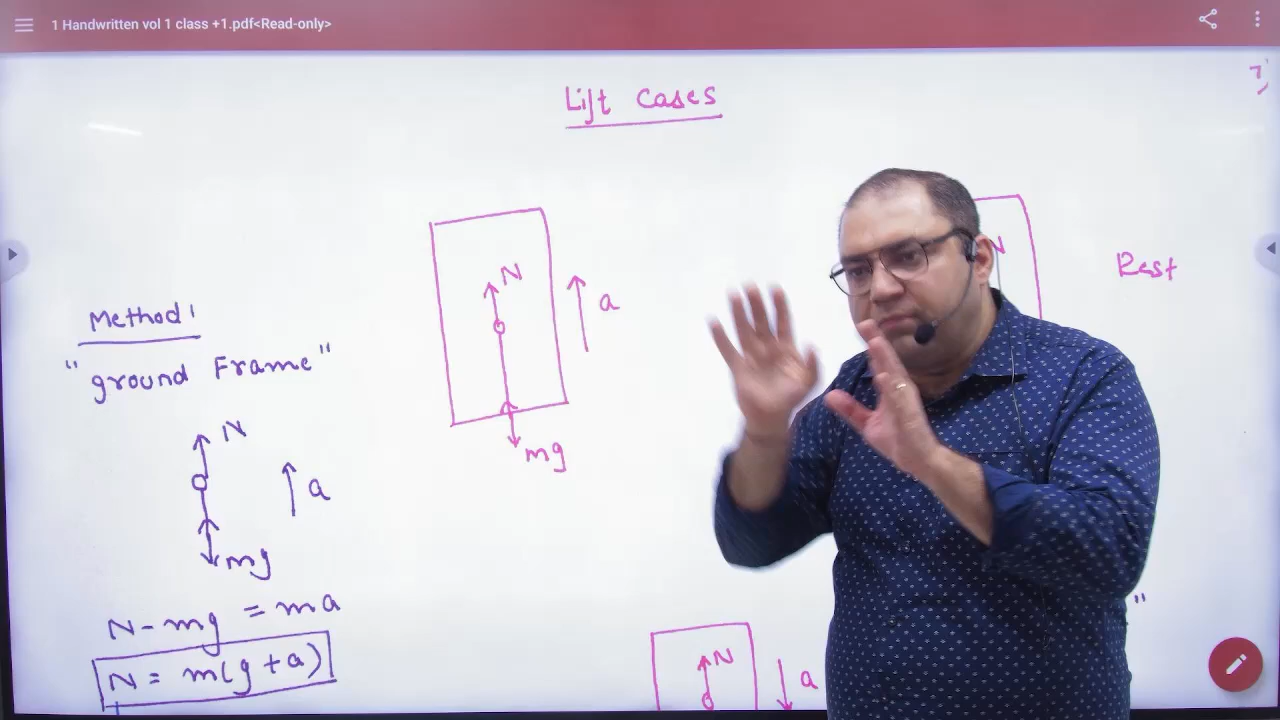 1 Handwritten vol 1 class +1.pdf<Read-only>
Lift Cases
N
a
mg
N
Rest
Method 1
"ground Frame"
N
a
mg
N - mg = ma
N = m(g + a)
"
N
a